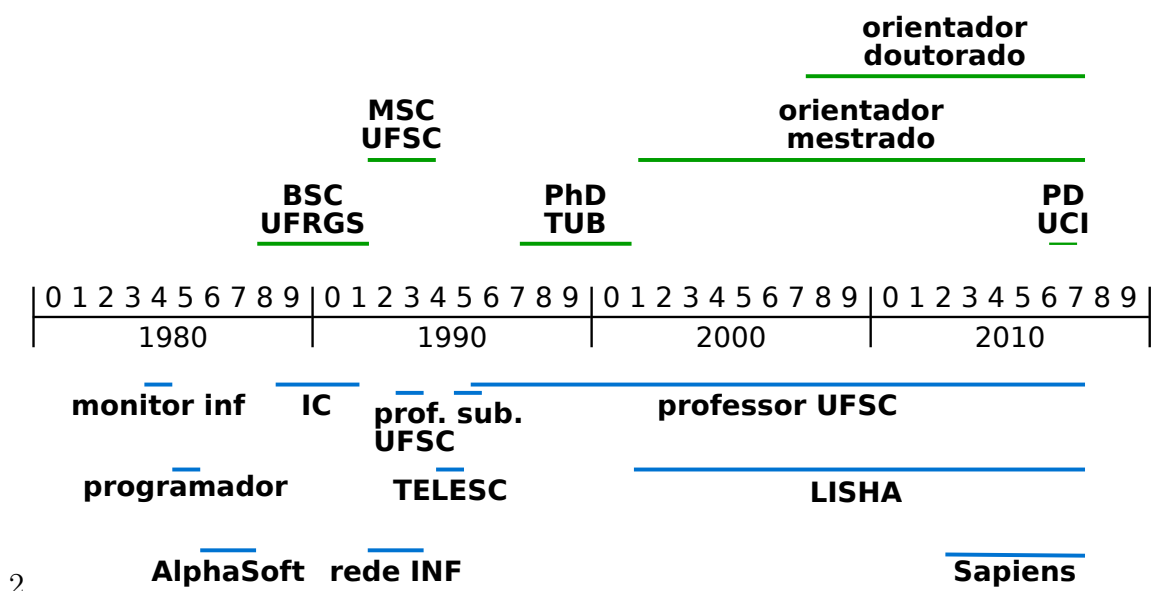 orientador
doutorado
MSC
UFSC
orientador
mestrado
BSC
UFRGS
PhD
TUB
PD
UCI
0 1 2 3 4 5 6 7 8 9 0 1 2 3 4 5 6 7 8 9 0 1 2 3 4 5 6 7 8 9 0 1 2 3 4 5 6 7 8 9
1980 1990 2000 2010
monitor inf IC prof. sub.
UFSC
professor UFSC
programador TELESC LISHA
AlphaSoft rede INF Sapiens
2